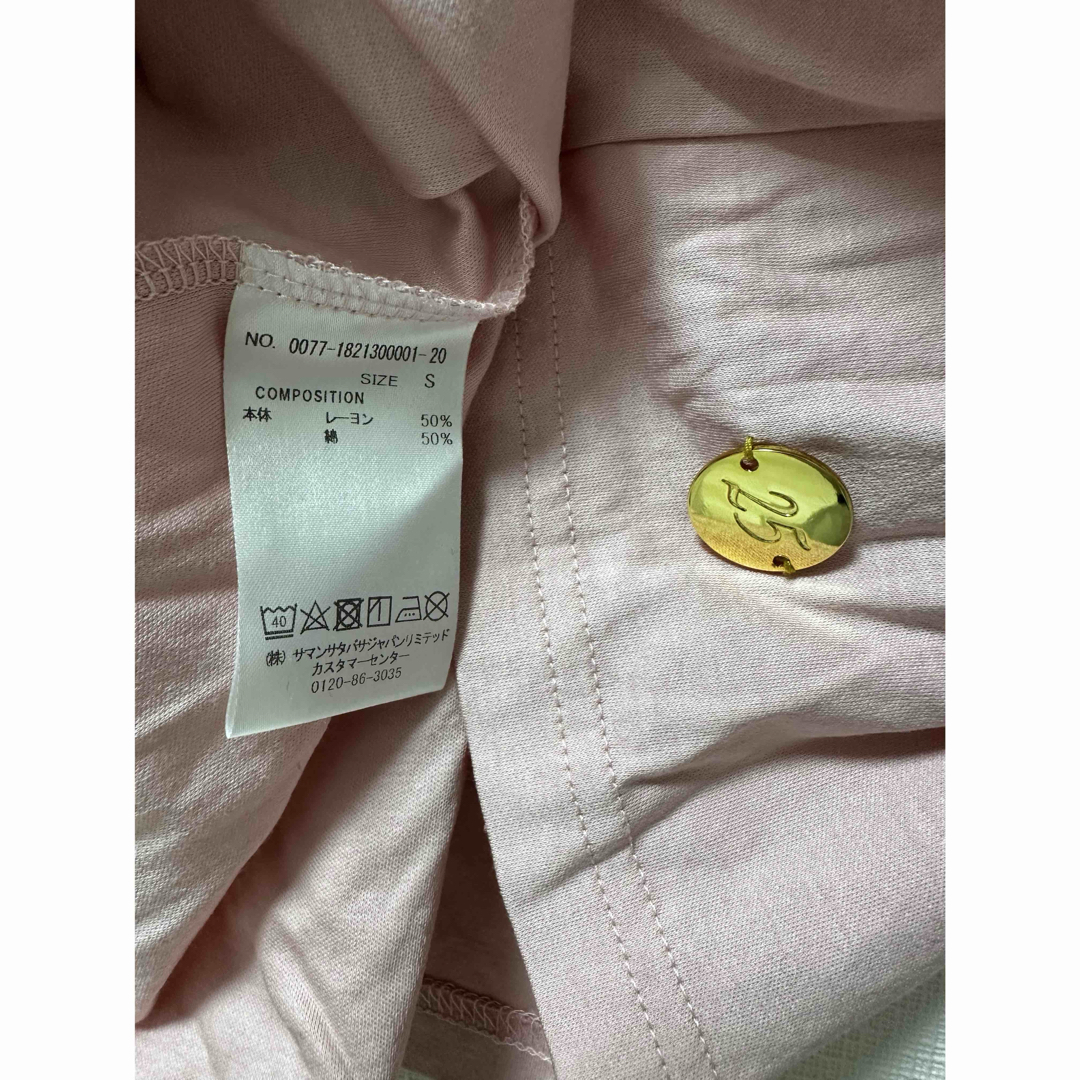 NO. 0077-1821300001-20
SIZE S
COMPOSITION
本体 レーヨン 50%
綿 50%
40
(株) サマンサタバサジャパンリミテッド
カスタマーセンター
0120-86-3035
25